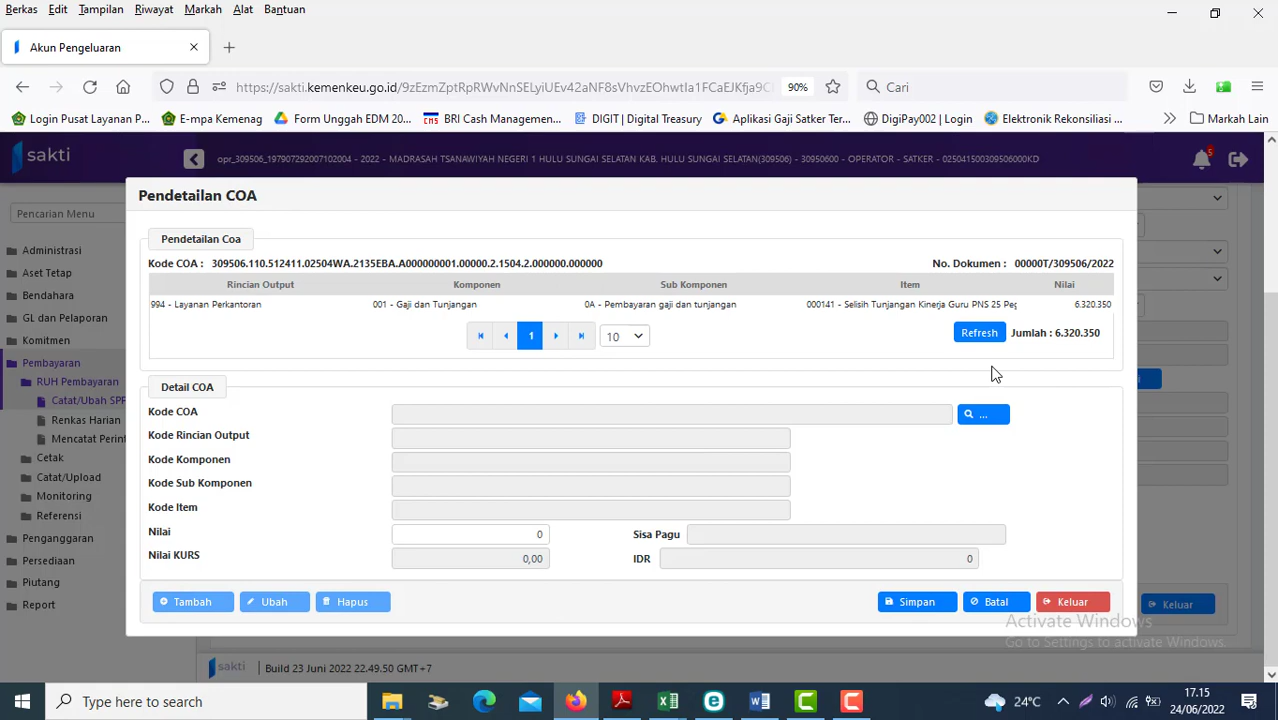 Berkas Edit Tampilan Riwayat Markah Alat Bantuan
Akun Pengeluaran
https://sakti.kemenkeu.go.id/9zEzmZptRpRWvNnSELyiUEv42aNF8sVhvzEOhwtIa1FCaEJKfja9kC
90%
Cari
Login Pusat Layanan P...
E-mpa Kemenag
Form Unggah EDM 20...
BRI Cash Managemen...
DIGIT | Digital Treasury
Aplikasi Gaji Satker Ter...
DigiPay002 | Login
Elektronik Rekonsiliasi ...
Markah Lain
sakti
opr_309506_197907292007102004 - 2022 - MADRASAH TSANAWIYAH NEGERI 1 HULU SUNGAI SELATAN KAB. HULU SUNGAI SELATAN(309506) - 30950600 - OPERATOR - SATKER - 025041500309506000KD
5
Pencarian Menu
Administrasi
Aset Tetap
Bendahara
GL dan Pelaporan
Komitmen
Pembayaran
RUH Pembayaran
Catat/Ubah SPP
Renkas Harian
Mencatat Perint
Cetak
Catat/Upload
Monitoring
Referensi
Penganggaran
Persediaan
Piutang
Report
Pendetailan COA
Pendetailan Coa
Kode COA : 309506.110.512411.02504WA.2135EBA.A000000001.00000.2.1504.2.000000.000000
No. Dokumen : 00000T/309506/2022
Rincian Output Komponen Sub Komponen Item Nilai
994 - Layanan Perkantoran 001 - Gaji dan Tunjangan 0A - Pembayaran gaji dan tunjangan 000141 - Selisih Tunjangan Kinerja Guru PNS 25 Peg 6.320.350
1
10
Refresh
Jumlah : 6.320.350
Detail COA
Kode COA
...
Kode Rincian Output
Kode Komponen
Kode Sub Komponen
Kode Item
Nilai 0 Sisa Pagu
Nilai KURS 0,00 IDR 0
Tambah Ubah Hapus Simpan Batal Keluar
Keluar
Activate Windows
Go to Settings to activate Windows.
sakti Build 23 Juni 2022 22.49.50 GMT+7
Type here to search
24°C
17.15
24/06/2022